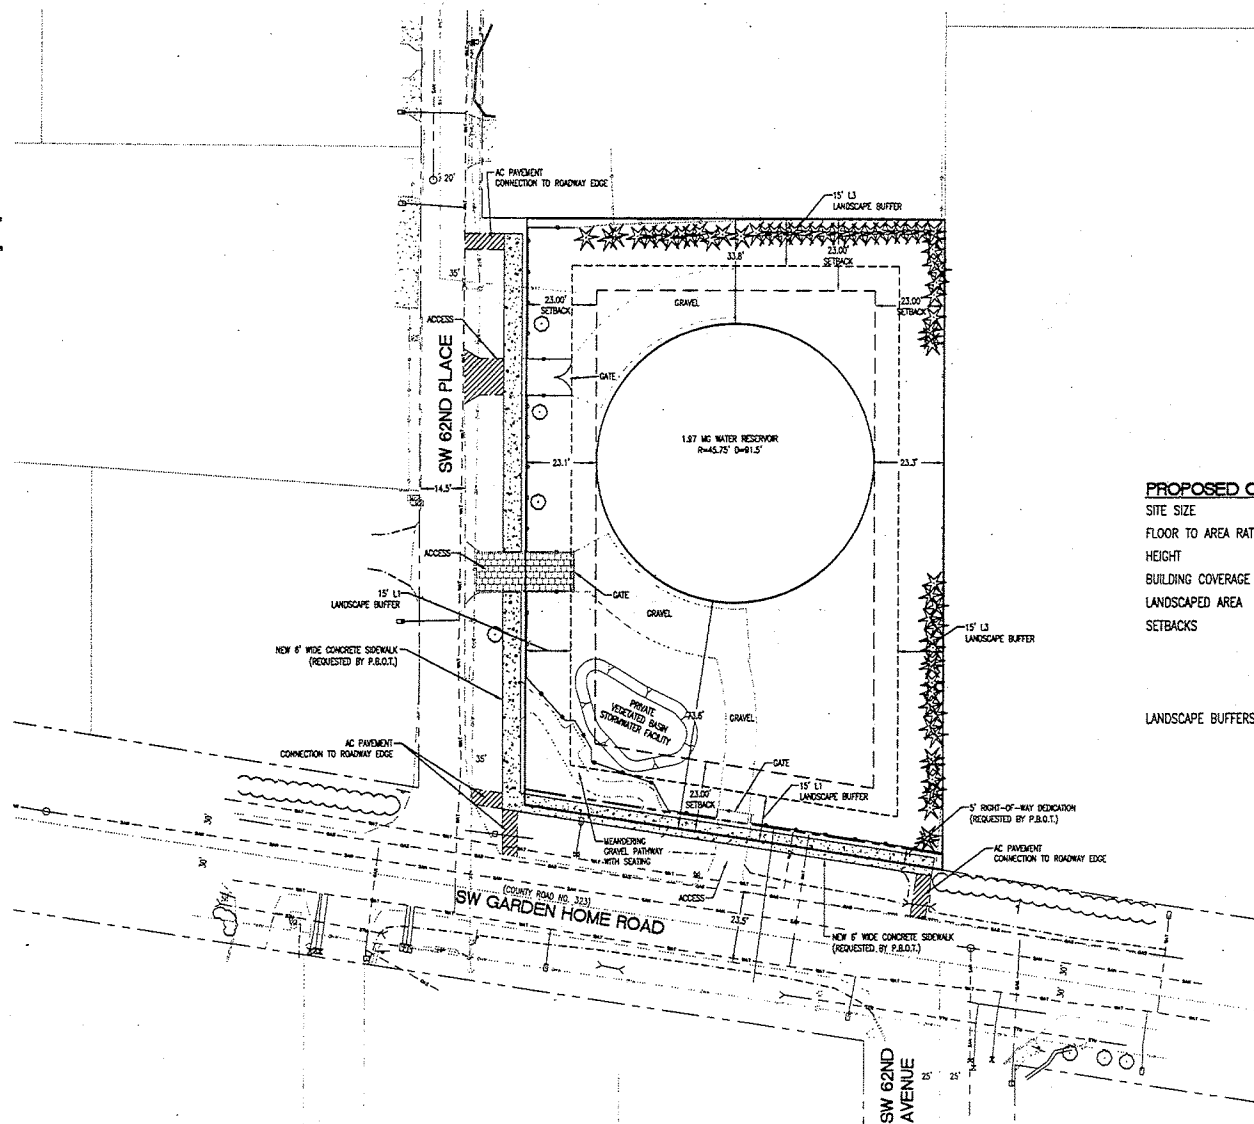 AC PAVEMENT
CONNECTION TO ROADWAY EDGE
20'
15' L3
LANDSCAPE BUFFER
33.8'
23.00'
SETBACK
35'
23.00'
SETBACK
GRAVEL
23.00'
SETBACK
ACCESS
SW 62ND PLACE
GATE
1.97 MG WATER RESERVOIR
R=45.75' D=91.5'
23.1'
23.3'
14.5'
PROPOSED
SITE SIZE
FLOOR TO AREA RAT
HEIGHT
BUILDING COVERAGE
LANDSCAPED AREA
SETBACKS
LANDSCAPE BUFFERS
ACCESS
GATE
15' L1
LANDSCAPE BUFFER
GRAVEL
15' L3
LANDSCAPE BUFFER
NEW 6' WIDE CONCRETE SIDEWALK
(REQUESTED BY P.B.O.T.)
PRIVATE
VEGETATED BASIN
STORMWATER FACILITY
73.6'
GRAVEL
AC PAVEMENT
CONNECTION TO ROADWAY EDGE
35'
GATE
23.00'
SETBACK
15' L1
LANDSCAPE BUFFER
5' RIGHT-OF-WAY DEDICATION
(REQUESTED BY P.B.O.T.)
30'
30'
MEANDERING
GRAVEL PATHWAY
WITH SEATING
AC PAVEMENT
CONNECTION TO ROADWAY EDGE
ACCESS
(COUNTY ROAD NO. 323)
SW GARDEN HOME ROAD
23.5'
NEW 6' WIDE CONCRETE SIDEWALK
(REQUESTED BY P.B.O.T.)
30'
30'
SW 62ND
AVENUE
25'
25'